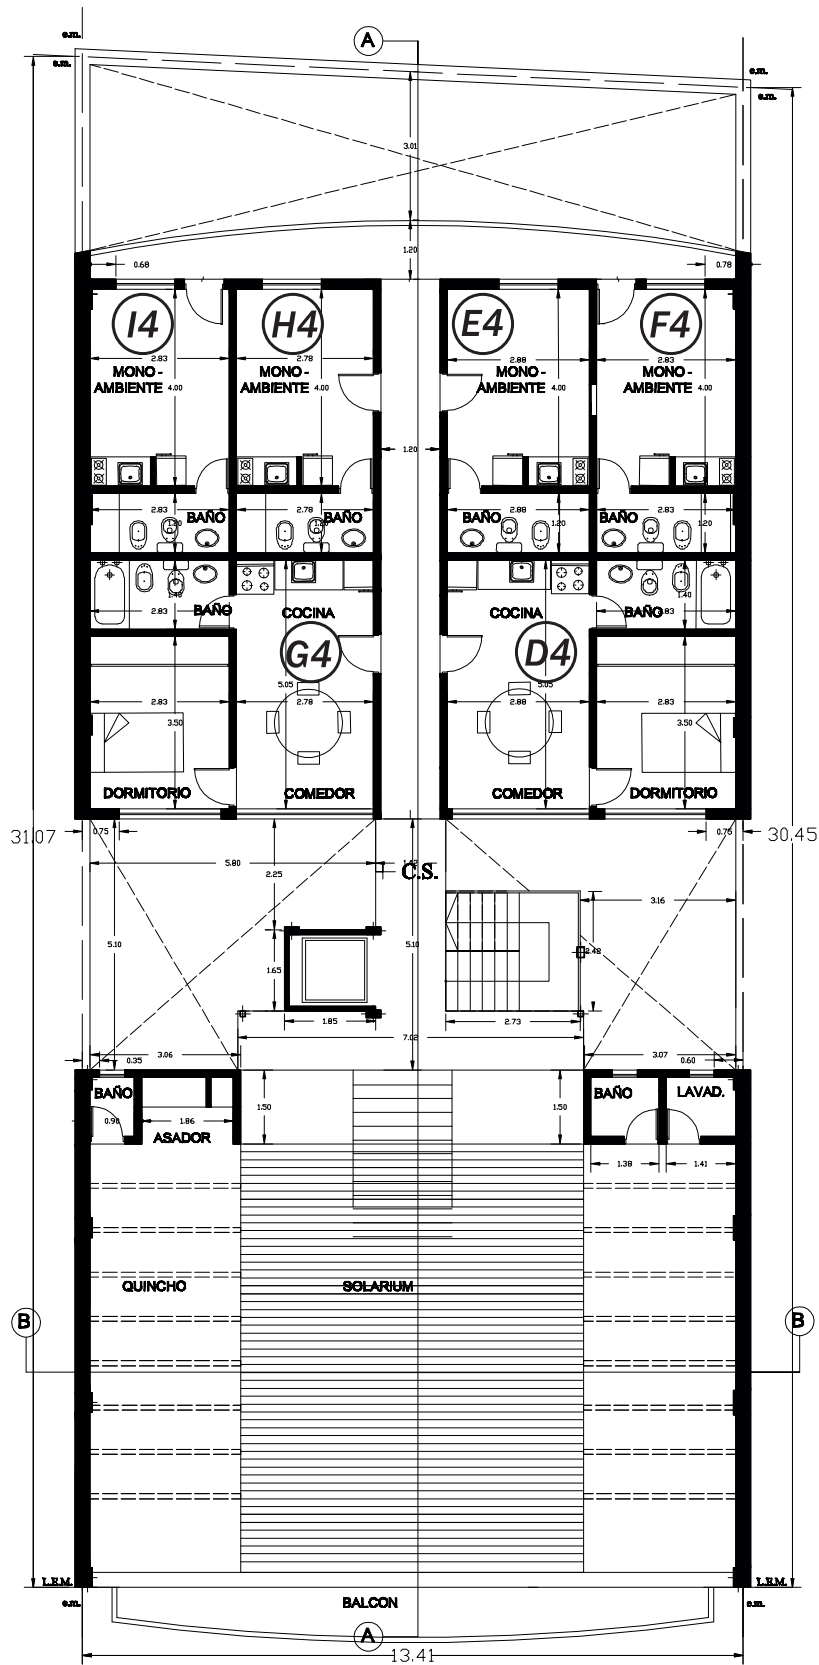 e.m.
A
e.m.
e.m.
e.m.
3.01
1.20
0.68
0.78
I4
H4
E4
F4
2.83
2.78
2.88
2.83
MONO -
AMBIENTE
4.00
MONO -
AMBIENTE
4.00
MONO -
AMBIENTE
4.00
MONO -
AMBIENTE
4.00
1.20
2.83
1.20
BAÑO
2.78
1.20
BAÑO
BAÑO
2.88
1.20
BAÑO
2.83
1.20
2.83
1.40
BAÑO
COCINA
COCINA
BAÑO
2.83
1.40
G4
D4
5.05
5.05
2.83
2.78
2.88
2.83
3.50
3.50
DORMITORIO
COMEDOR
COMEDOR
DORMITORIO
31.07
0.75
0.75
30.45
5.80
C.S.
2.25
3.16
5.10
5.10
2.48
1.65
1.85
2.73
7.02
3.06
3.07
0.35
0.60
BAÑO
BAÑO
LAVAD.
1.50
1.50
0.90
1.86
ASADOR
1.38
1.41
QUINCHO
SOLARIUM
B
B
L.E.M.
L.E.M.
e.m.
BALCON
e.m.
A
13.41